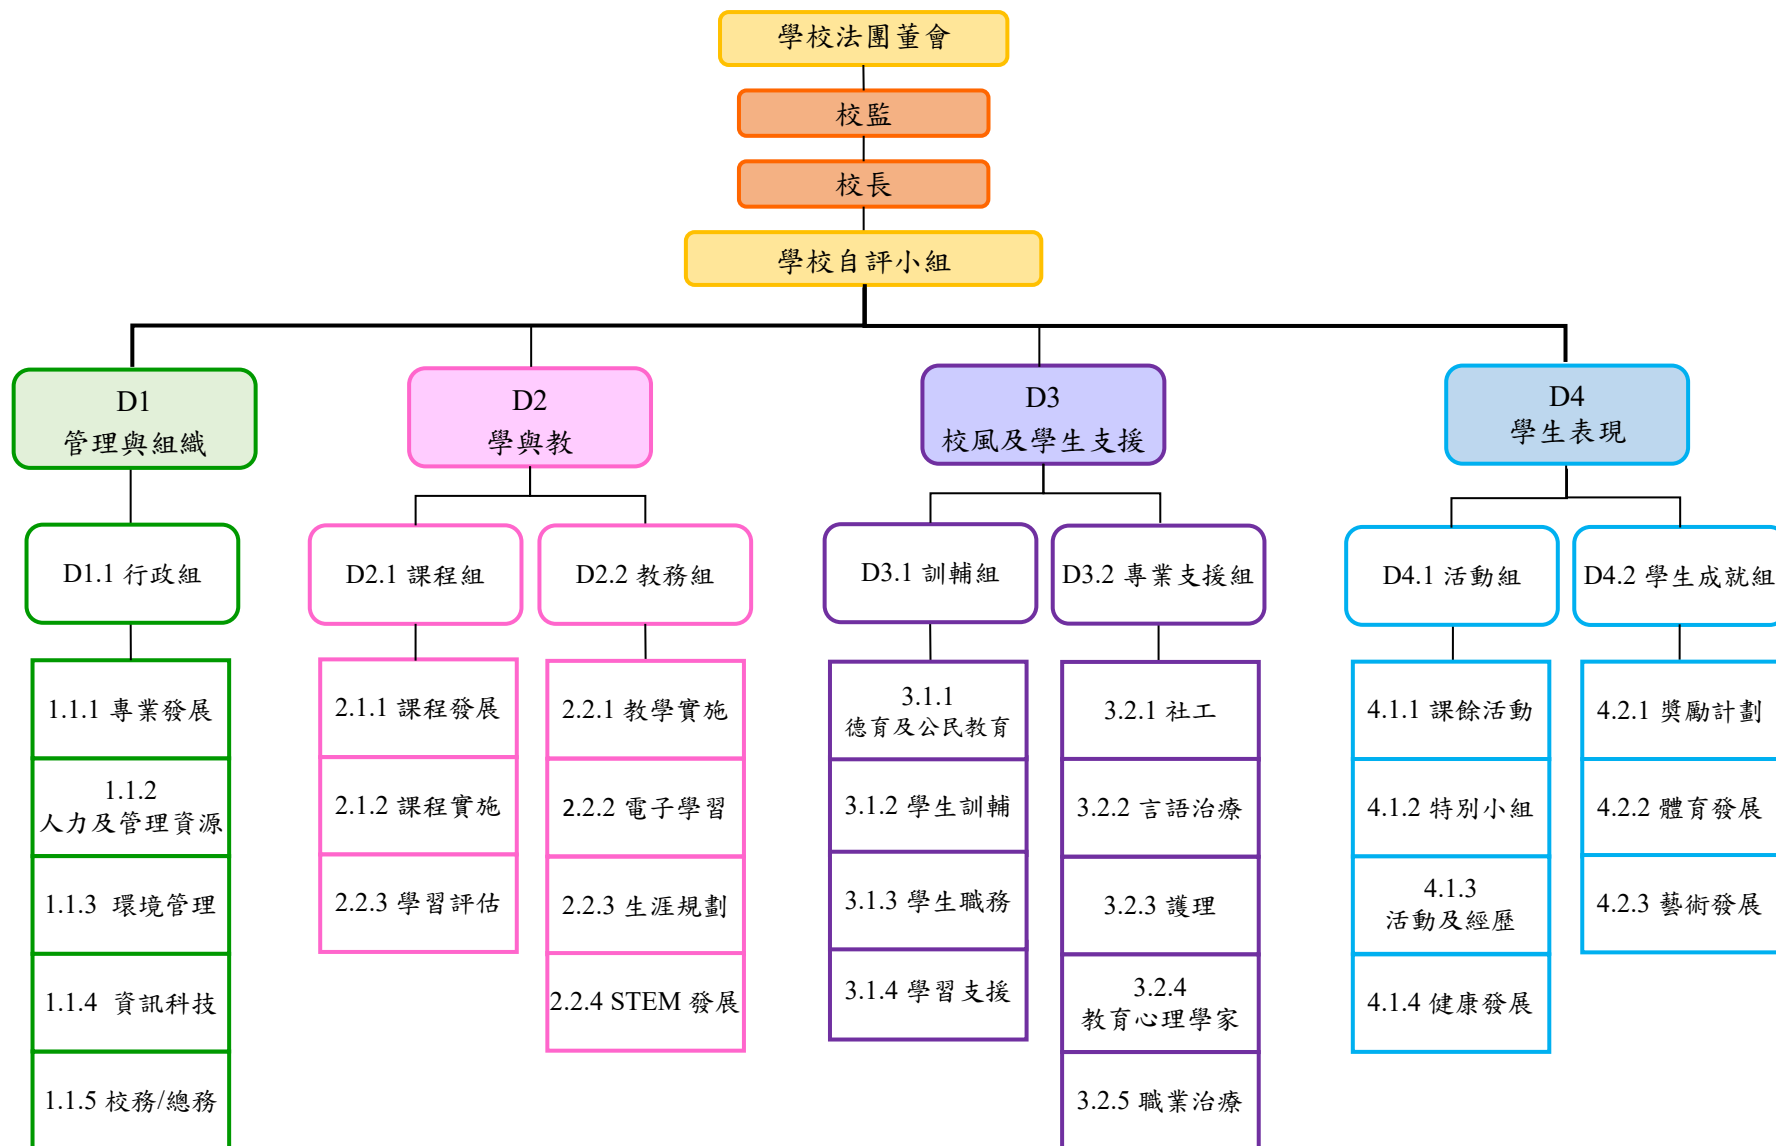 學校法團董會
校監
校長
學校自評小組
D1
管理與組織
D2
學與教
D3
校風及學生支援
D4
學生表現
D1.1 行政組
D2.1 課程組
D2.2 教務組
D3.1 訓輔組
D3.2 專業支援組
D4.1 活動組
D4.2 學生成就組
1.1.1 專業發展
1.1.2
人力及管理資源
1.1.3 環境管理
1.1.4 資訊科技
1.1.5 校務/總務
2.1.1 課程發展
2.1.2 課程實施
2.2.3 學習評估
2.2.1 教學實施
2.2.2 電子學習
2.2.3 生涯規劃
2.2.4 STEM 發展
3.1.1
德育及公民教育
3.1.2 學生訓輔
3.1.3 學生職務
3.1.4 學習支援
3.2.1 社工
3.2.2 言語治療
3.2.3 護理
3.2.4
教育心理學家
3.2.5 職業治療
4.1.1 課餘活動
4.1.2 特別小組
4.1.3
活動及經歷
4.1.4 健康發展
4.2.1 獎勵計劃
4.2.2 體育發展
4.2.3 藝術發展